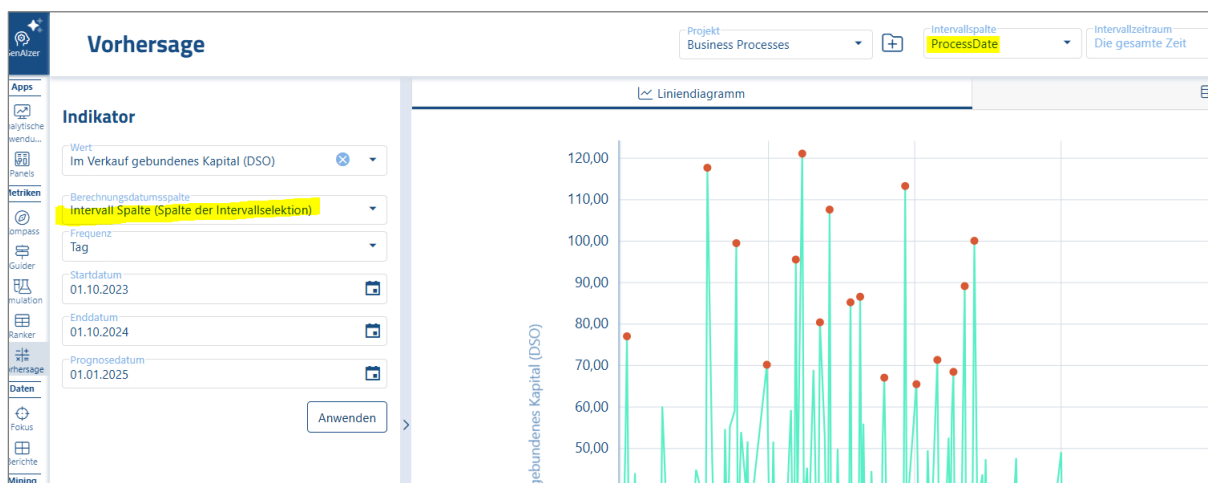 Vorhersage
Projekt
Business Processes
Intervallspalte
ProcessDate
Intervallzeitraum
Die gesamte Zeit
Apps
Panels
Guider
Ranker
Daten
Fokus
Mining
Indikator
Wert
Im Verkauf gebundenes Kapital (DSO)
Berechnungsdatumsspalte
Intervall Spalte (Spalte der Intervallselektion)
Frequenz
Tag
Startdatum
01.10.2023
Enddatum
01.10.2024
Prognosedatum
01.01.2025
Anwenden
Liniendiagramm
120,00
110,00
100,00
90,00
80,00
70,00
60,00
50,00
gebundenes Kapital (DSO)